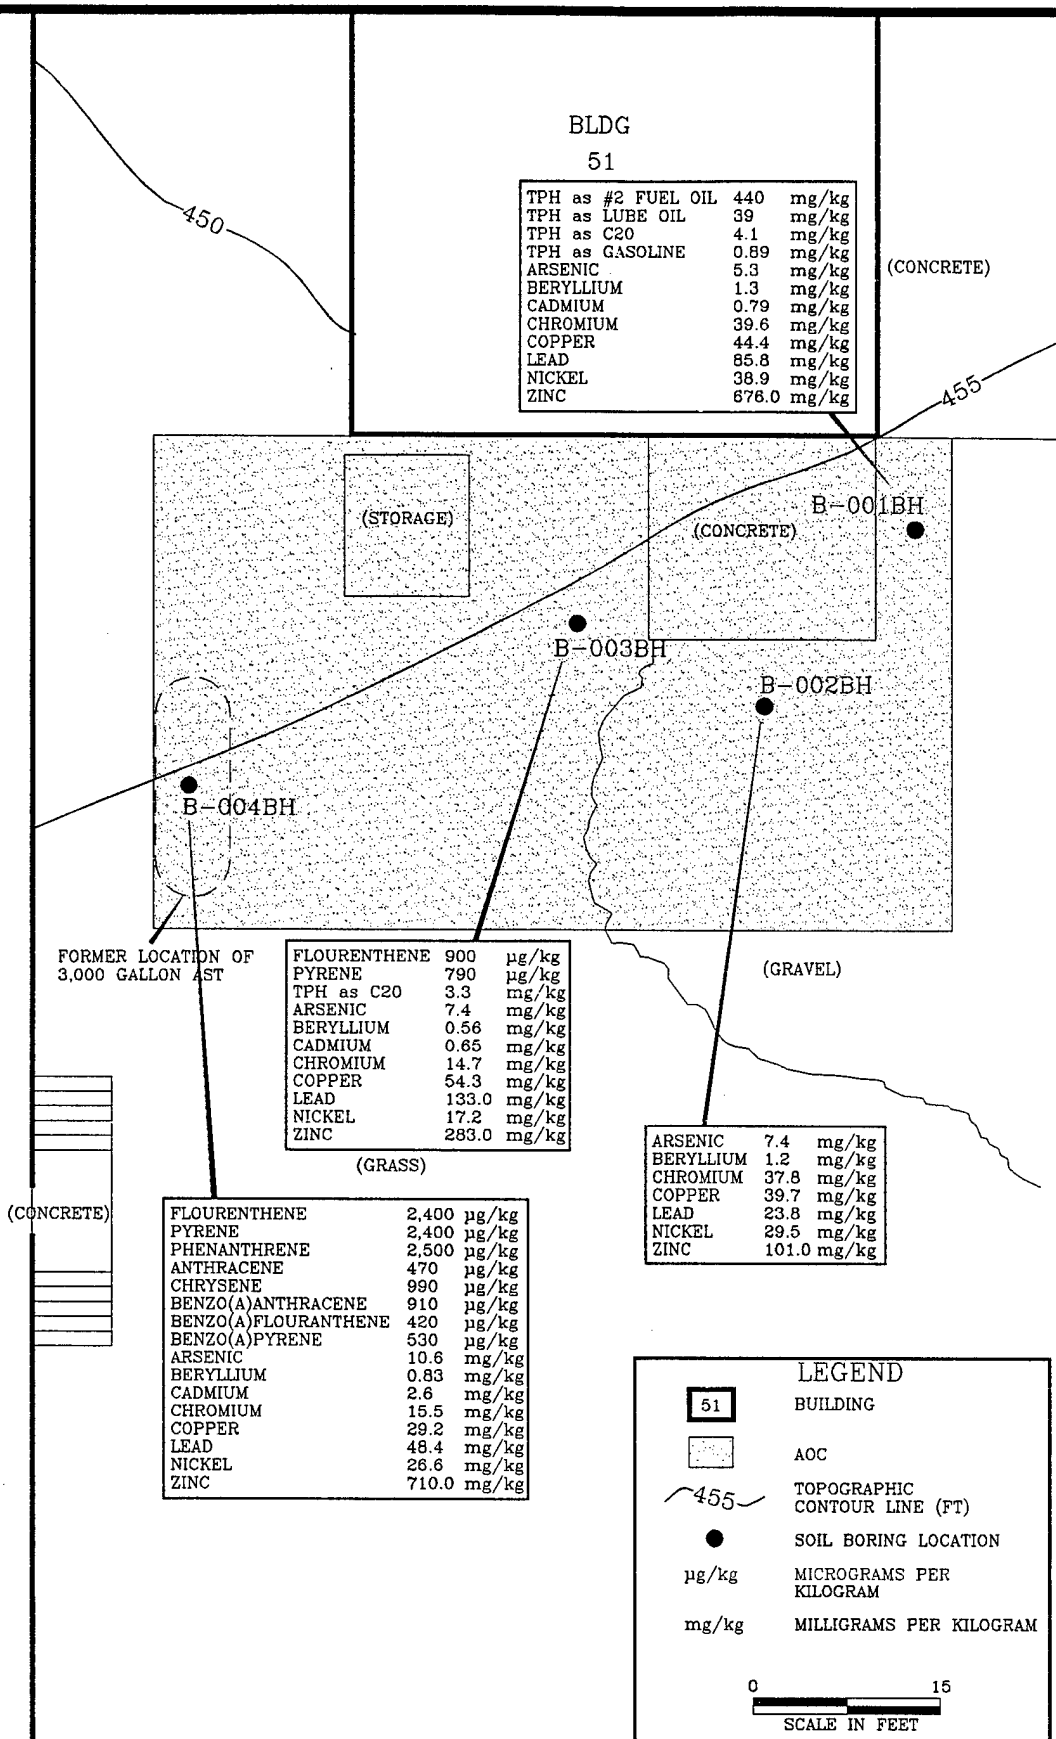 BLDG
51
TPH as #2 FUEL OIL 440 mg/kg
TPH as LUBE OIL 39 mg/kg
TPH as C20 4.1 mg/kg
TPH as GASOLINE 0.89 mg/kg
ARSENIC 5.3 mg/kg
BERYLLIUM 1.3 mg/kg
CADMIUM 0.79 mg/kg
CHROMIUM 39.6 mg/kg
COPPER 44.4 mg/kg
LEAD 85.8 mg/kg
NICKEL 38.9 mg/kg
ZINC 676.0 mg/kg
450
(CONCRETE)
455
(STORAGE)
(CONCRETE)
B-001BH
B-003BH
B-002BH
B-004BH
FORMER LOCATION OF
3,000 GALLON AST
(GRAVEL)
FLOURENTHENE 900 µg/kg
PYRENE 790 µg/kg
TPH as C20 3.3 mg/kg
ARSENIC 7.4 mg/kg
BERYLLIUM 0.56 mg/kg
CADMIUM 0.65 mg/kg
CHROMIUM 14.7 mg/kg
COPPER 54.3 mg/kg
LEAD 133.0 mg/kg
NICKEL 17.2 mg/kg
ZINC 283.0 mg/kg
(GRASS)
ARSENIC 7.4 mg/kg
BERYLLIUM 1.2 mg/kg
CHROMIUM 37.8 mg/kg
COPPER 39.7 mg/kg
LEAD 23.8 mg/kg
NICKEL 29.5 mg/kg
ZINC 101.0 mg/kg
(CONCRETE)
FLOURENTHENE 2,400 µg/kg
PYRENE 2,400 µg/kg
PHENANTHRENE 2,500 µg/kg
ANTHRACENE 470 µg/kg
CHRYSENE 990 µg/kg
BENZO(A)ANTHRACENE 910 µg/kg
BENZO(A)FLOURANTHENE 420 µg/kg
BENZO(A)PYRENE 530 µg/kg
ARSENIC 10.6 mg/kg
BERYLLIUM 0.83 mg/kg
CADMIUM 2.6 mg/kg
CHROMIUM 15.5 mg/kg
COPPER 29.2 mg/kg
LEAD 48.4 mg/kg
NICKEL 26.6 mg/kg
ZINC 710.0 mg/kg
LEGEND
51 BUILDING
AOC
455 TOPOGRAPHIC
CONTOUR LINE (FT)
SOIL BORING LOCATION
µg/kg MICROGRAMS PER
KILOGRAM
mg/kg MILLIGRAMS PER KILOGRAM
0 15
SCALE IN FEET